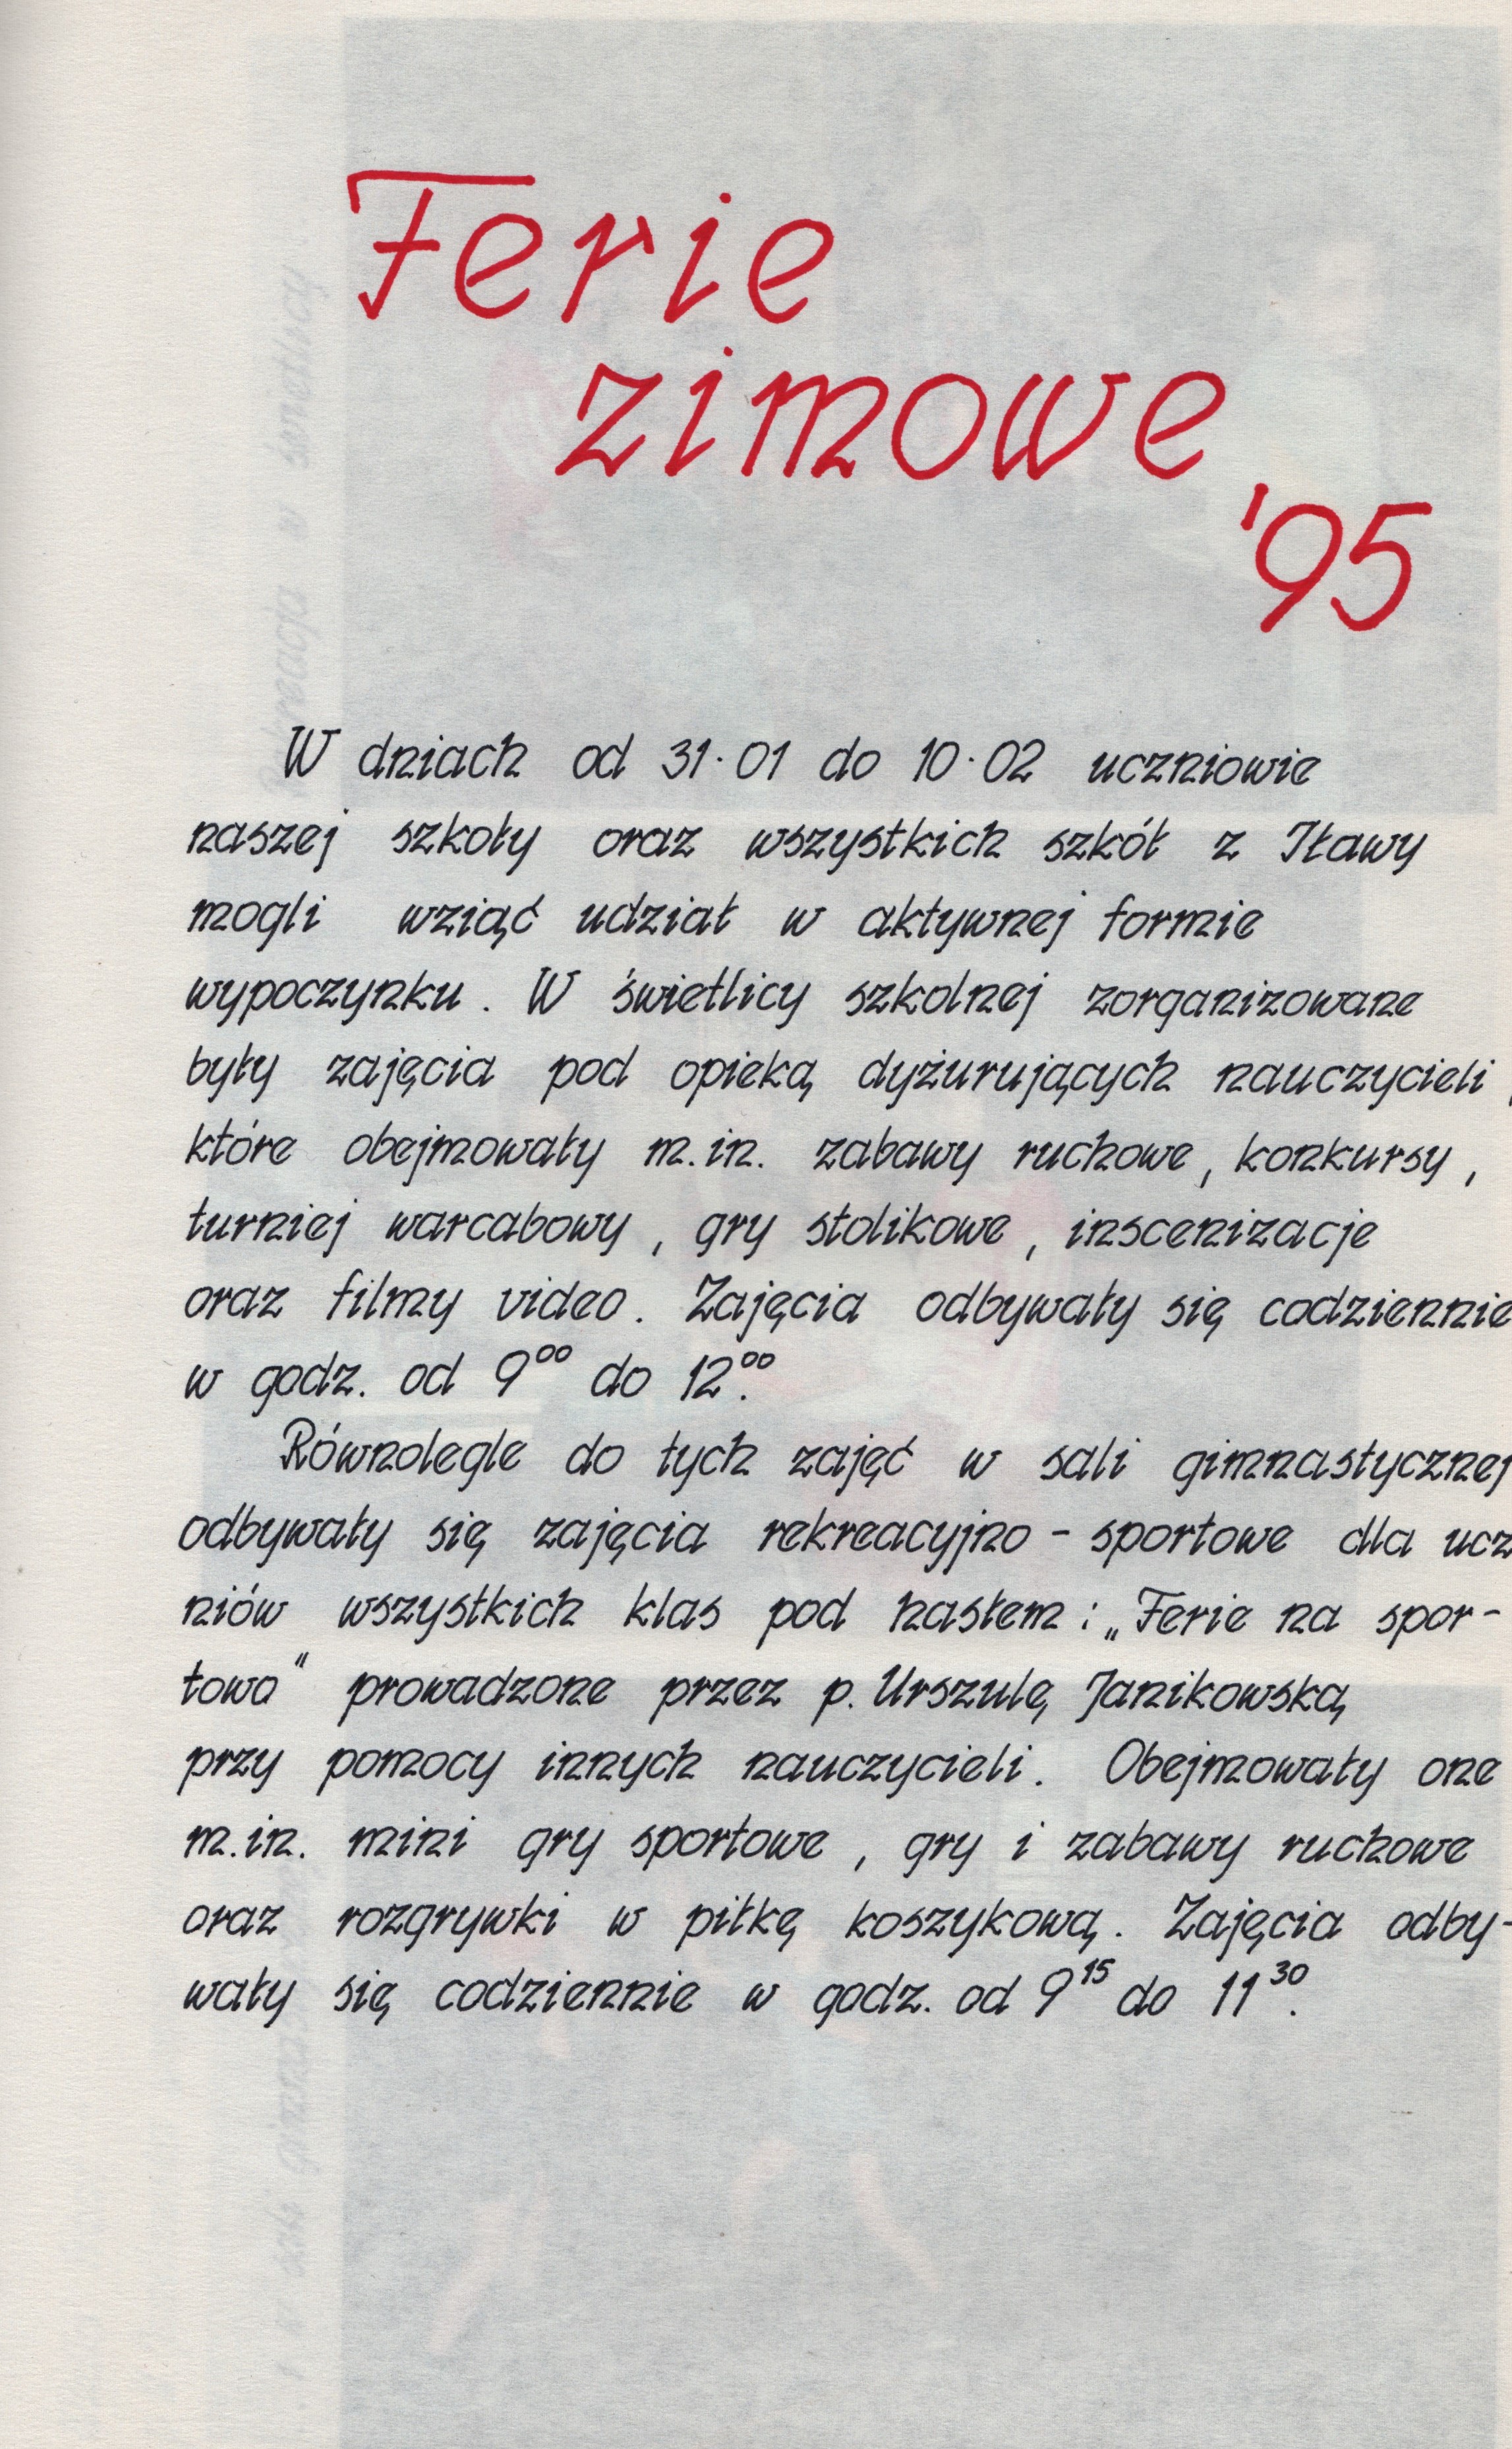 Ferie
zimowe
'95
W dniach od 31.01 do 10.02 uczniowie
naszej szkoły oraz wszystkich szkół z Iławy
mogli wziąć udział w aktywnej formie
wypoczynku. W świetlicy szkolnej zorganizowane
były zajęcia pod opieką dyżurujących nauczycieli,
które obejmowały m.in. zabawy ruchowe, konkursy,
turniej warcabowy, gry stolikowe, inscenizacje
oraz filmy video. Zajęcia odbywały się codziennie
w godz. od 9⁰⁰ do 12⁰⁰.
Równolegle do tych zajęć w sali gimnastycznej
odbywały się zajęcia rekreacyjno - sportowe dla ucz
niów wszystkich klas pod hasłem: „Ferie na spor-
towo" prowadzone przez p. Urszulę Janikowską
przy pomocy innych nauczycieli. Obejmowały one
m.in. mini gry sportowe, gry i zabawy ruchowe
oraz rozgrywki w piłkę koszykową. Zajęcia odby-
wały się codziennie w godz. od 9¹⁵ do 11³⁰.